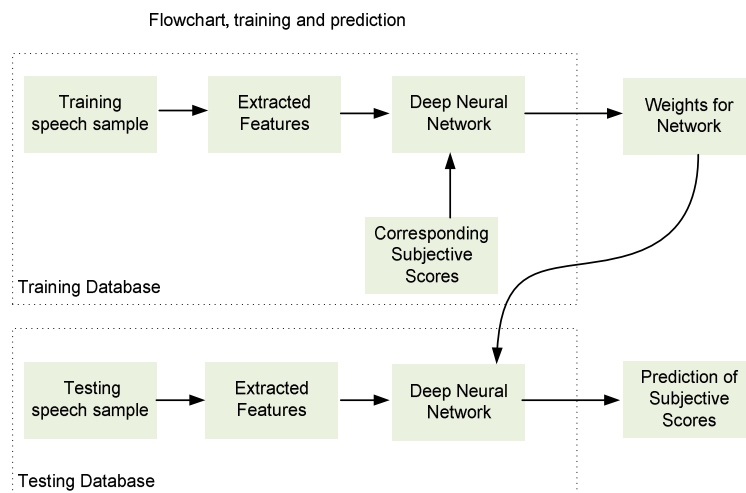 Flowchart, training and prediction
Training
speech sample
Extracted
Features
Deep Neural
Network
Weights for
Network
Corresponding
Subjective
Scores
Training Database
Testing
speech sample
Extracted
Features
Deep Neural
Network
Prediction of
Subjective
Scores
Testing Database